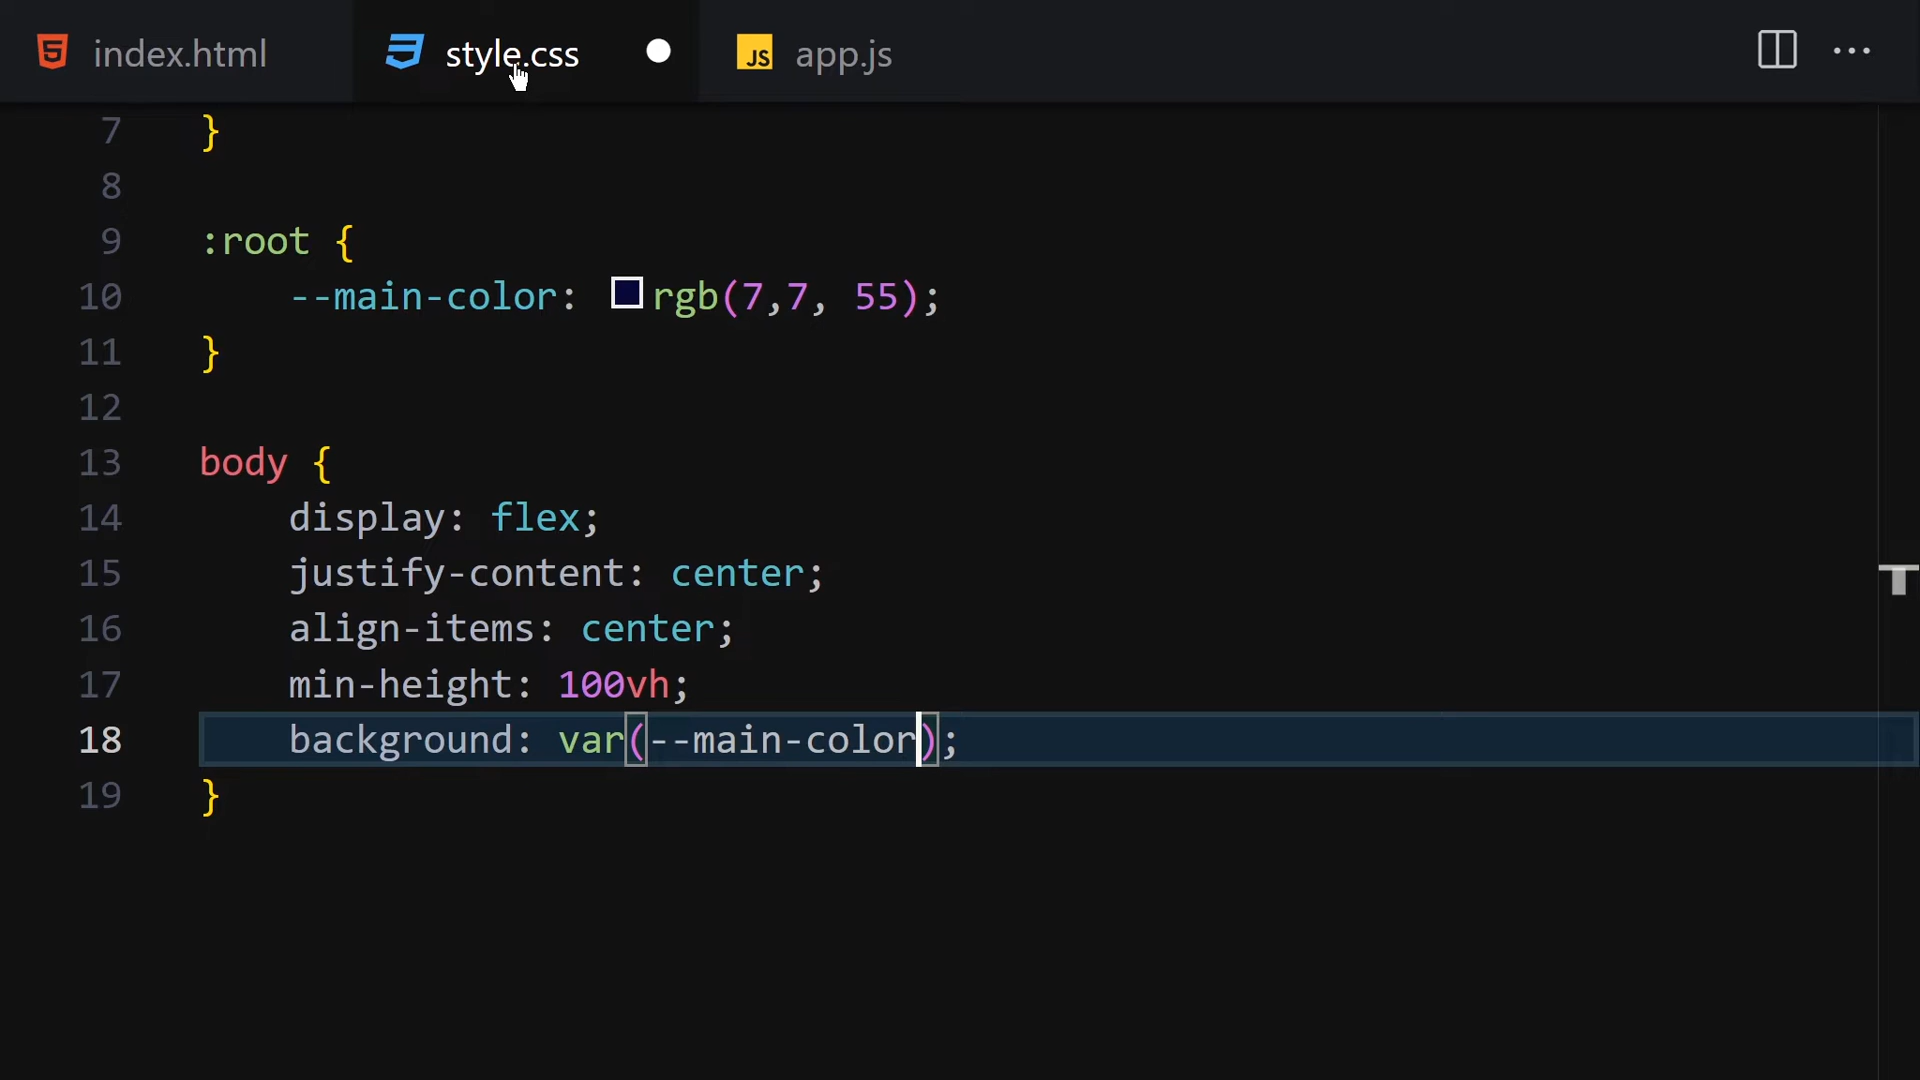 index.html style.css app.js
7 }
8
9 :root {
10 --main-color: rgb(7,7, 55);
11 }
12
13 body {
14 display: flex;
15 justify-content: center;
16 align-items: center;
17 min-height: 100vh;
18 background: var(--main-color);
19 }